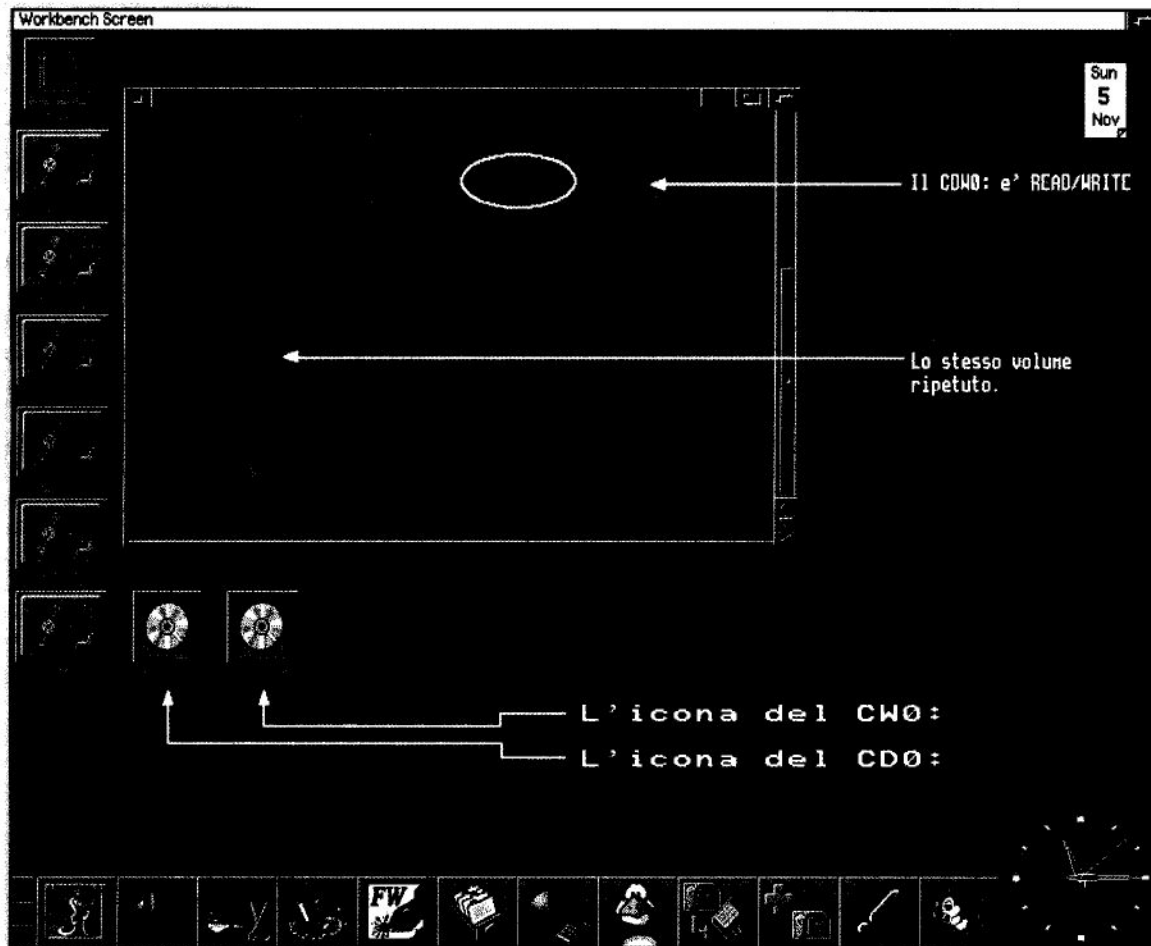 Workbench Screen
Sun
5
Nov
Il CDW0: e' READ/WRITE
Lo stesso volume
ripetuto.
L'icona del CW0:
L'icona del CD0:
FW